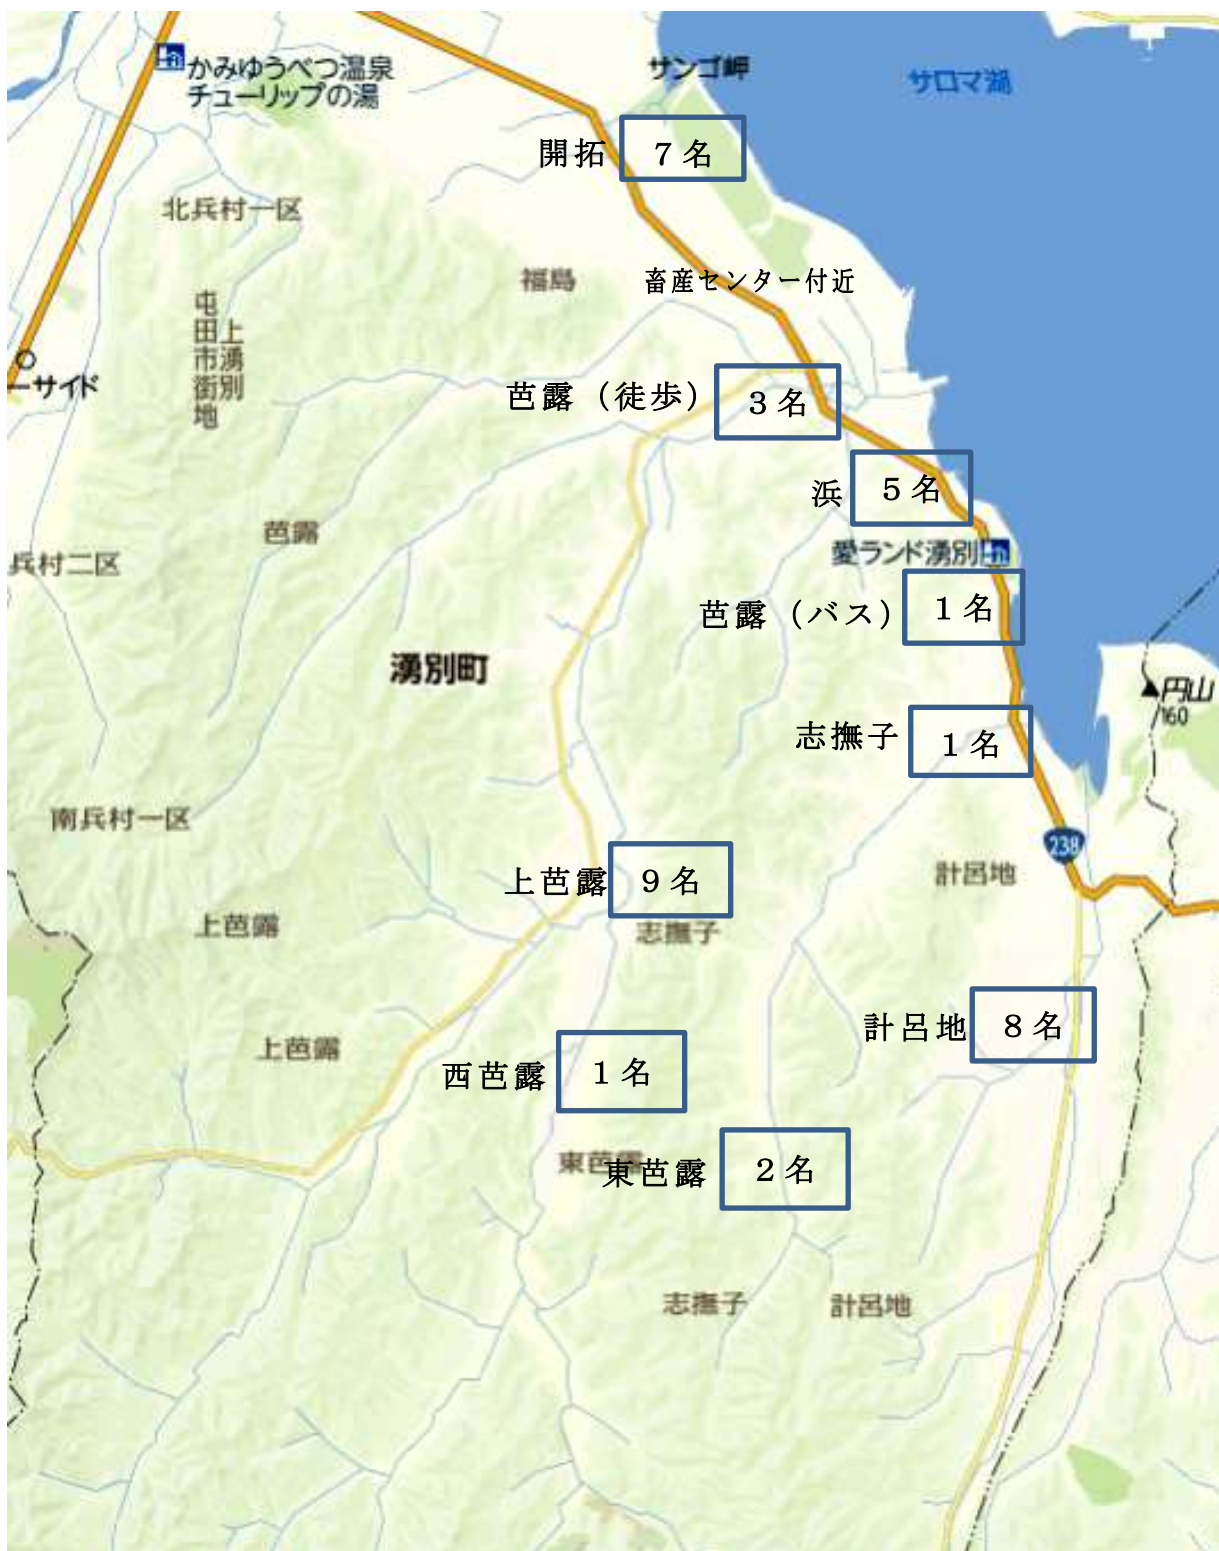 かみゆうべつ温泉
チューリップの湯
サンゴ岬
サロマ湖
開拓 ７名
北兵村一区
福島
畜産センター付近
上湧別
屯田市街地
ーサイド
芭露（徒歩） ３名
浜 ５名
芭露
兵村二区
愛ランド湧別
芭露（バス） １名
湧別町
円山
160
志撫子 １名
南兵村一区
238
上芭露 ９名
計呂地
上芭露
志撫子
計呂地 ８名
上芭露
西芭露 １名
東芭露
東芭露 ２名
志撫子
計呂地